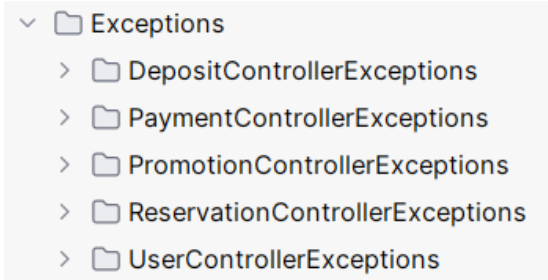 Exceptions
DepositControllerExceptions
PaymentControllerExceptions
PromotionControllerExceptions
ReservationControllerExceptions
UserControllerExceptions